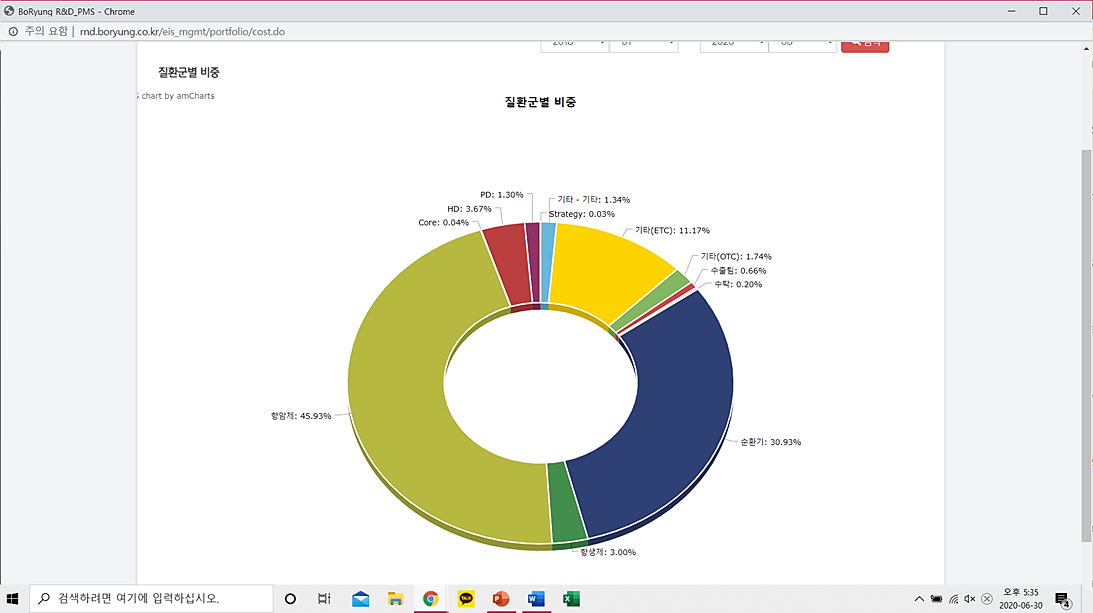 BoRyung R&D_PMS - Chrome
주의 요함 | rnd.boryung.co.kr/eis_mgmt/portfolio/cost.do
질환군별 비중
chart by amCharts
질환군별 비중
PD: 1.30%
기타 - 기타: 1.34%
HD: 3.67%
Strategy: 0.03%
Core: 0.04%
기타(ETC): 11.17%
기타(OTC): 1.74%
수출팀: 0.66%
수탁: 0.20%
항암제: 45.93%
순환기: 30.93%
항생제: 3.00%
검색하려면 여기에 입력하십시오.
TALK
오후 5:35
2020-06-30
4